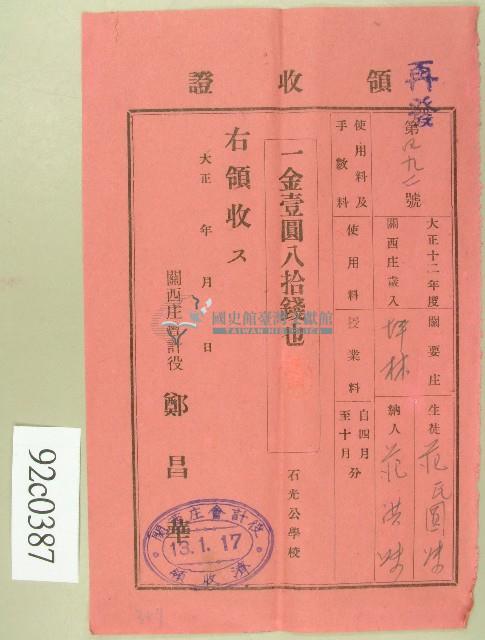 再發
領收證
第四九二號
大正十二年度 關西庄歲入
坪林
生徒 范氏圓妹
納人 范洪妹
使用料及手數料
使用料
授業料
自四月至十月分
一金壹圓八拾錢也
石光公學校
右領收ス
大正 年 月 日
關西庄會計役 鄭昌華
關西庄會計役
13.1.17
領收濟
國史館臺灣文獻館
TAIWAN HISTORICA
92c0387